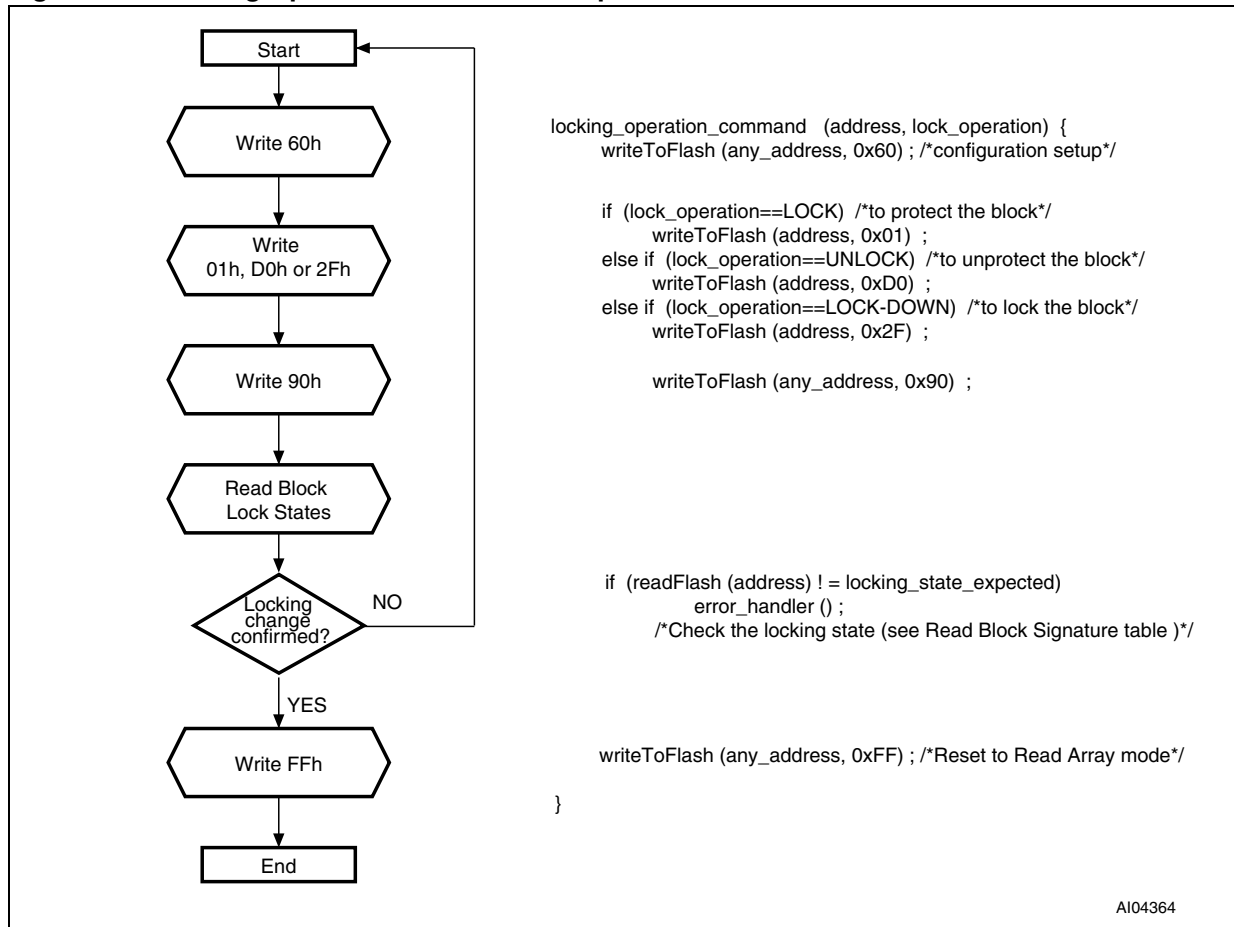 Start
Write 60h
locking_operation_command (address, lock_operation) {
writeToFlash (any_address, 0x60) ; /*configuration setup*/
if (lock_operation==LOCK) /*to protect the block*/
writeToFlash (address, 0x01) ;
else if (lock_operation==UNLOCK) /*to unprotect the block*/
writeToFlash (address, 0xD0) ;
else if (lock_operation==LOCK-DOWN) /*to lock the block*/
writeToFlash (address, 0x2F) ;
Write
01h, D0h or 2Fh
Write 90h
writeToFlash (any_address, 0x90) ;
Read Block
Lock States
Locking
change
confirmed?
NO
if (readFlash (address) ! = locking_state_expected)
error_handler () ;
/*Check the locking state (see Read Block Signature table )*/
YES
Write FFh
writeToFlash (any_address, 0xFF) ; /*Reset to Read Array mode*/
}
End
AI04364